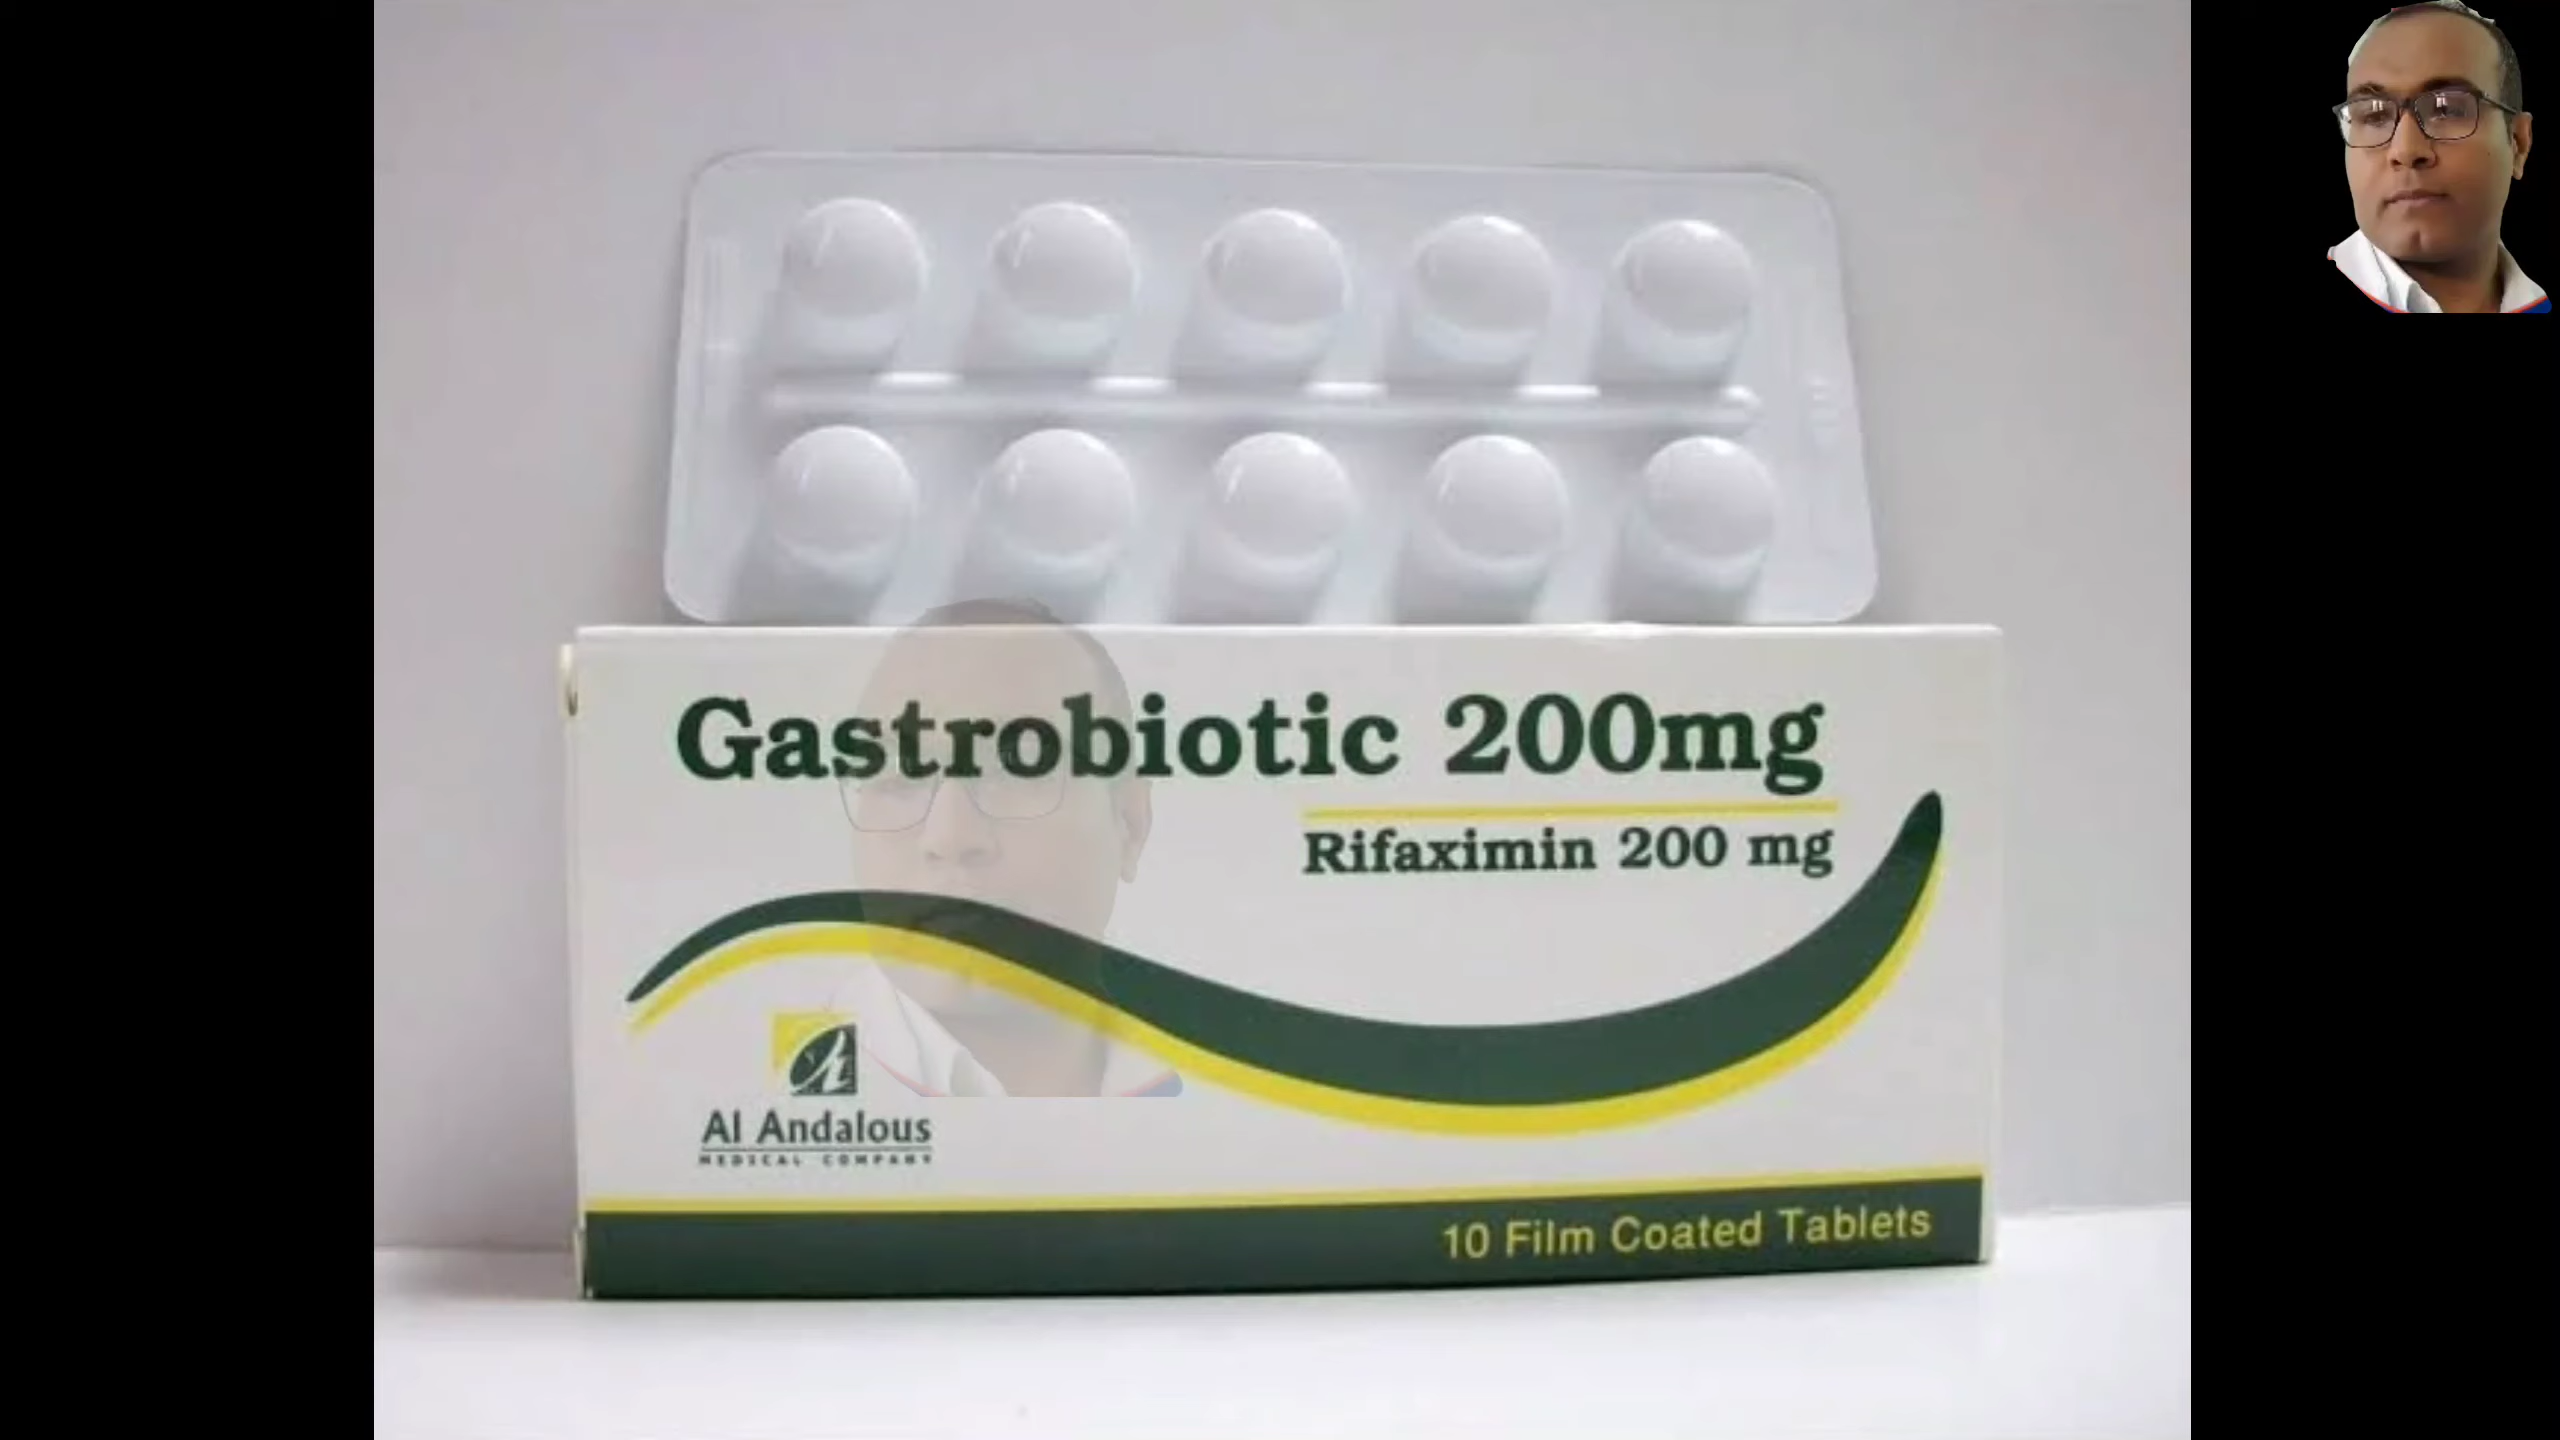 Gastrobiotic 200mg
Rifaximin 200 mg
Al Andalous
MEDICAL COMPANY
10 Film Coated Tablets